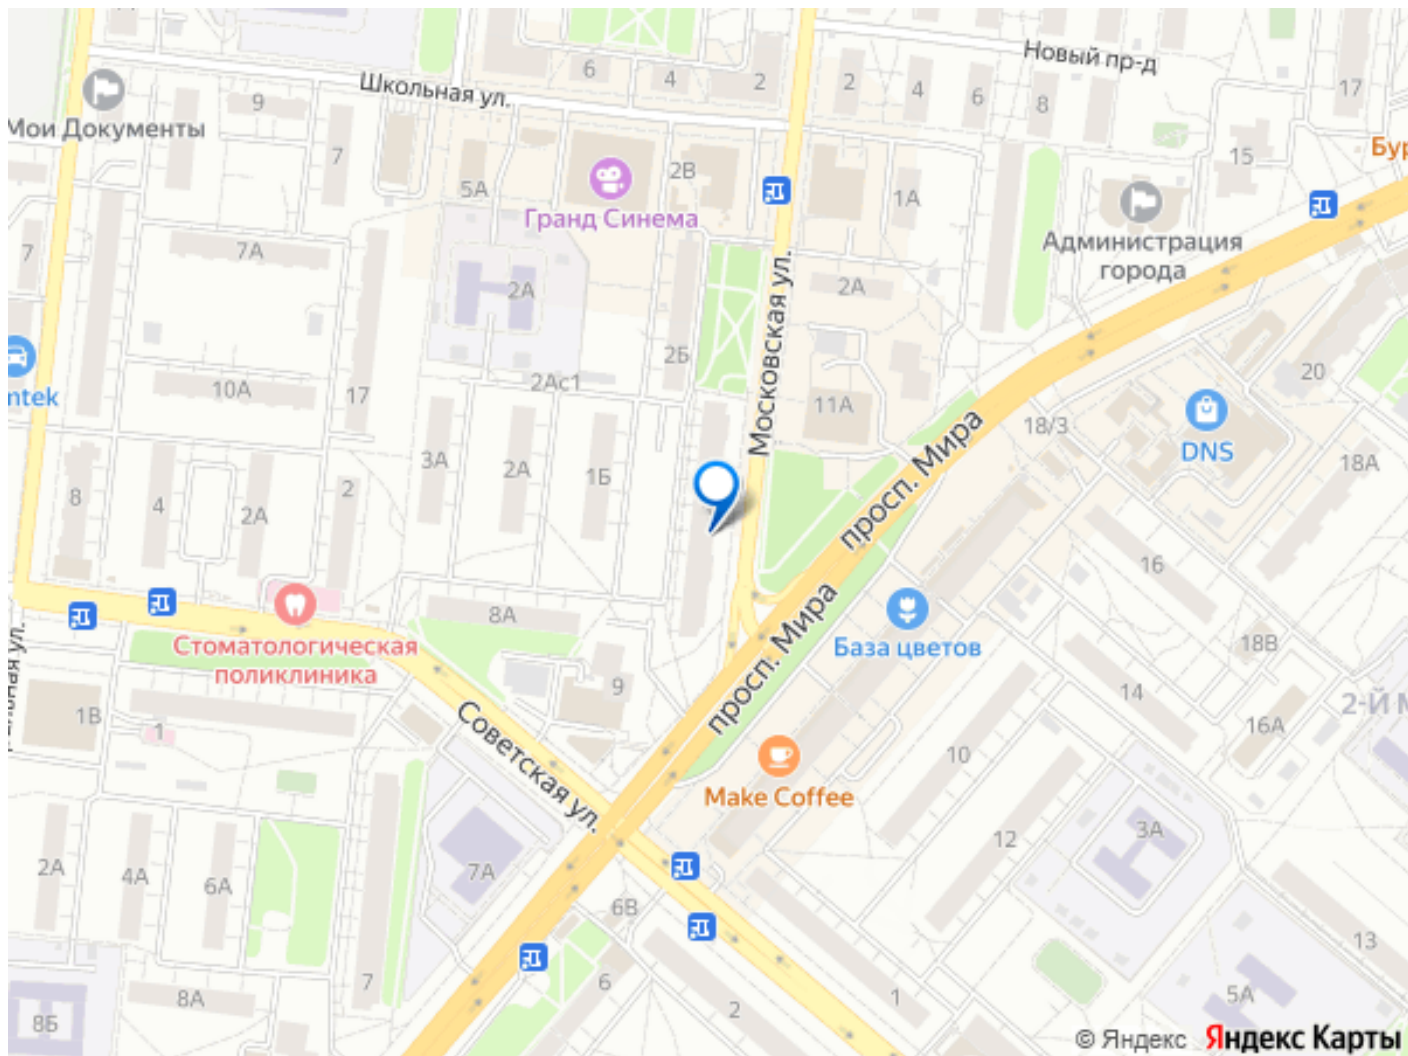 Новый пр-д
6
4
2
2
4
6
8
17
Школьная ул.
9
Мои Документы
7
5А
2В
1А
15
Бур
Гранд Синема
Администрация
города
7
7А
2А
2А
Московская ул.
2Б
2Ас1
10А
17
mtek
11А
20
18/3
DNS
18А
просп. Мира
3А
2А
1Б
8
4
2А
2
16
8А
База цветов
просп. Мира
18В
Стоматологическая
поликлиника
9
14
2-Й М
1В
1
16А
Советская ул.
10
Make Coffee
12
3А
2А
4А
6А
7А
6В
13
7
6
8А
2
1
5А
8Б
© Яндекс Яндекс Карты